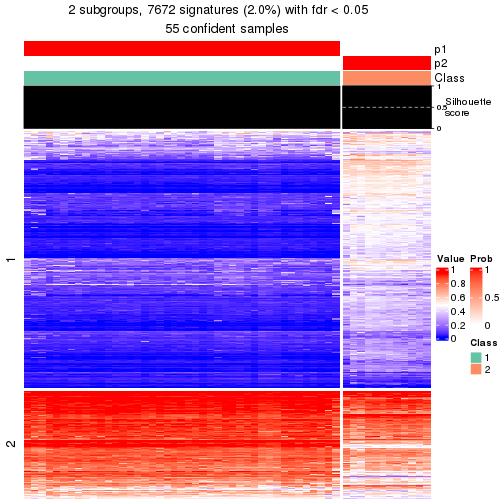 2 subgroups, 7672 signatures (2.0%) with fdr < 0.05
55 confident samples
p1
p2
Class
1
0.5
0
Silhouette
score
1
2
Value
1
0.8
0.6
0.4
0.2
0
Prob
1
0.5
0
Class
1
2